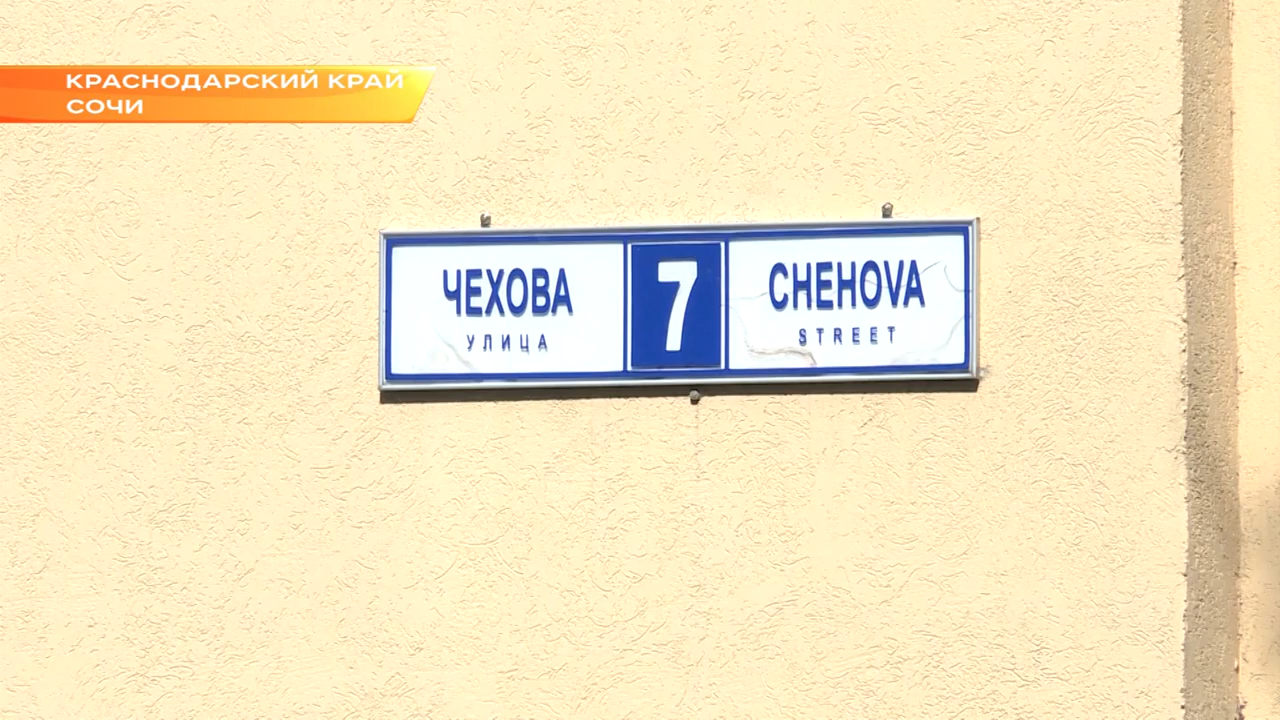 КРАСНОДАРСКИЙ КРАЙ
СОЧИ
ЧЕХОВА
УЛИЦА
7
CHEHOVA
STREET